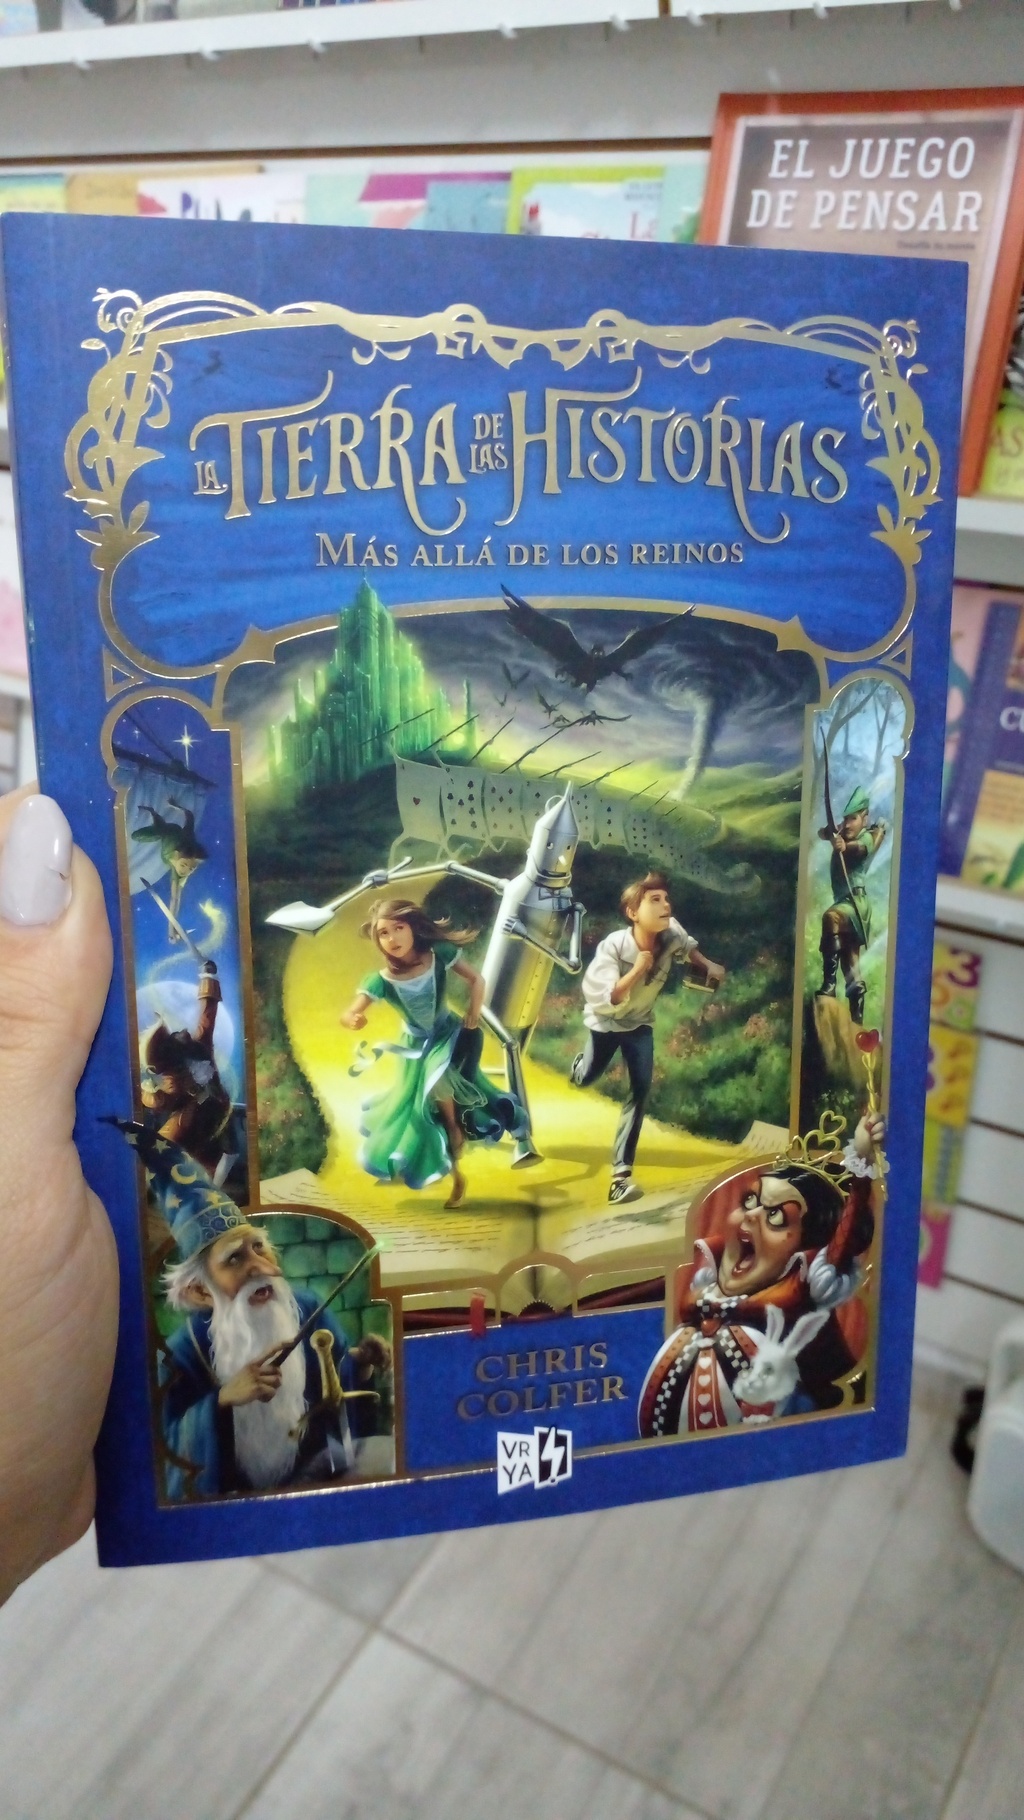 EL JUEGO
DE PENSAR
LA TIERRA DE LAS HISTORIAS
MÁS ALLÁ DE LOS REINOS
CHRIS
COLFER
VR
YA